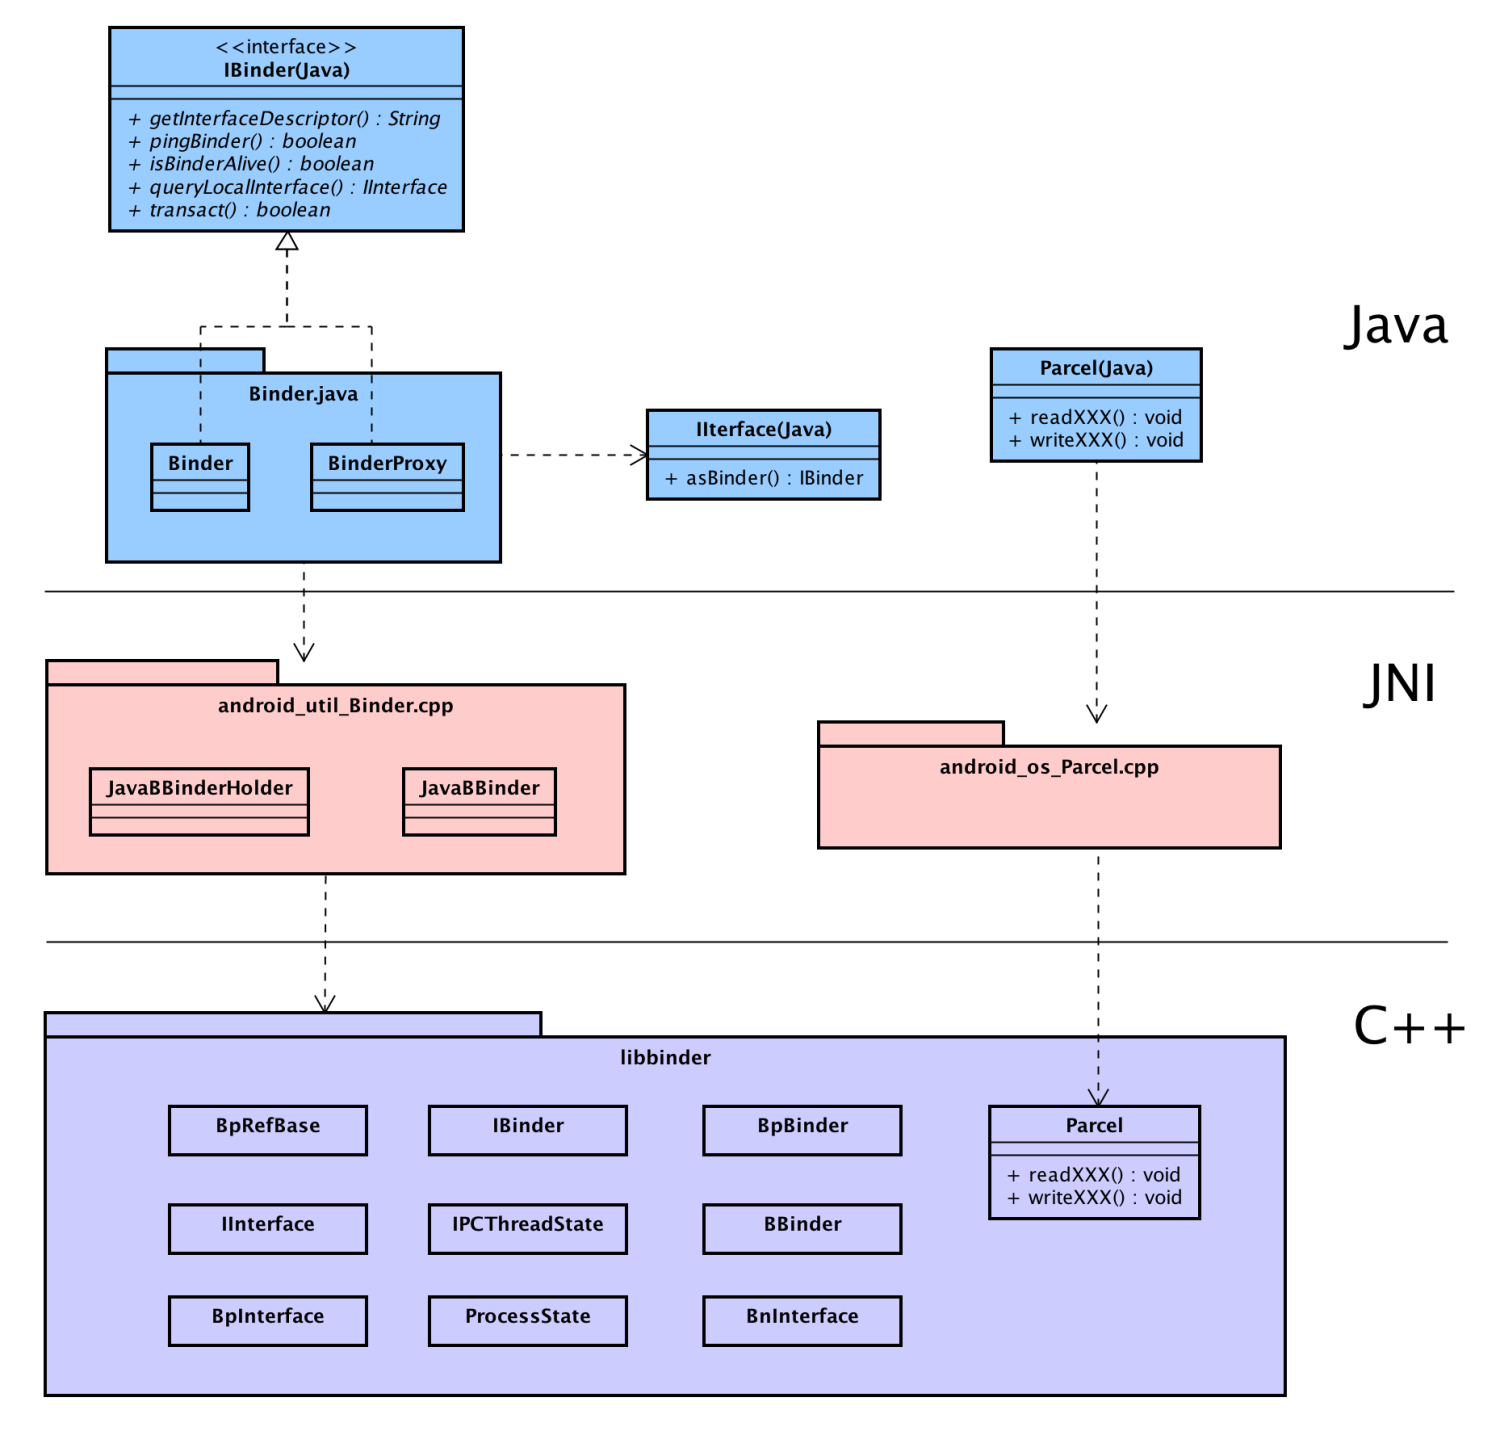 <<interface>>
IBinder(Java)
+ getInterfaceDescriptor() : String
+ pingBinder() : boolean
+ isBinderAlive() : boolean
+ queryLocalInterface() : IInterface
+ transact() : boolean
Java
Binder.java
Binder
BinderProxy
IIterface(Java)
+ asBinder() : IBinder
Parcel(Java)
+ readXXX() : void
+ writeXXX() : void
JNI
android_util_Binder.cpp
JavaBBinderHolder
JavaBBinder
android_os_Parcel.cpp
C++
libbinder
BpRefBase
IBinder
BpBinder
Parcel
+ readXXX() : void
+ writeXXX() : void
IInterface
IPCThreadState
BBinder
BpInterface
ProcessState
BnInterface